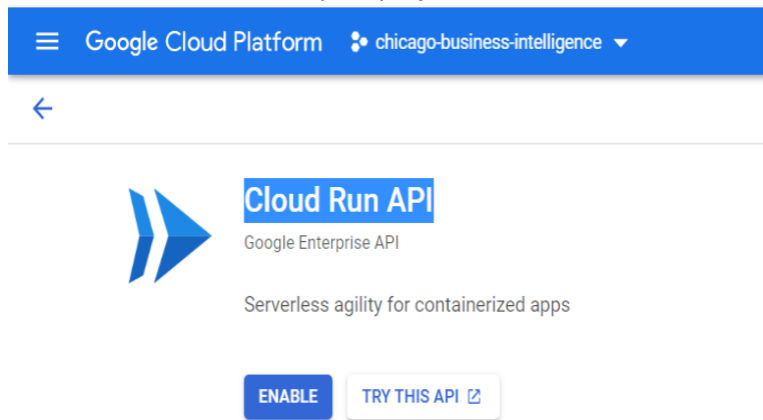 Google Cloud Platform chicago-business-intelligence
Cloud Run API
Google Enterprise API
Serverless agility for containerized apps
ENABLE TRY THIS API